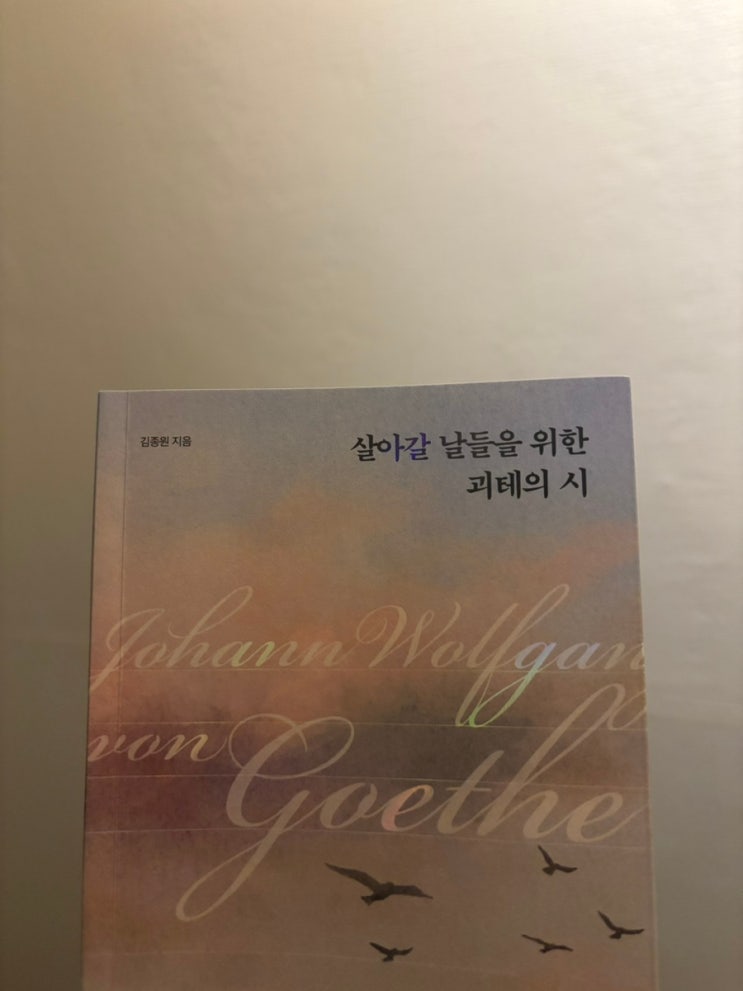 김종원 지음
살아갈 날들을 위한
괴테의 시
Johann Wolfgan
von
Goethe